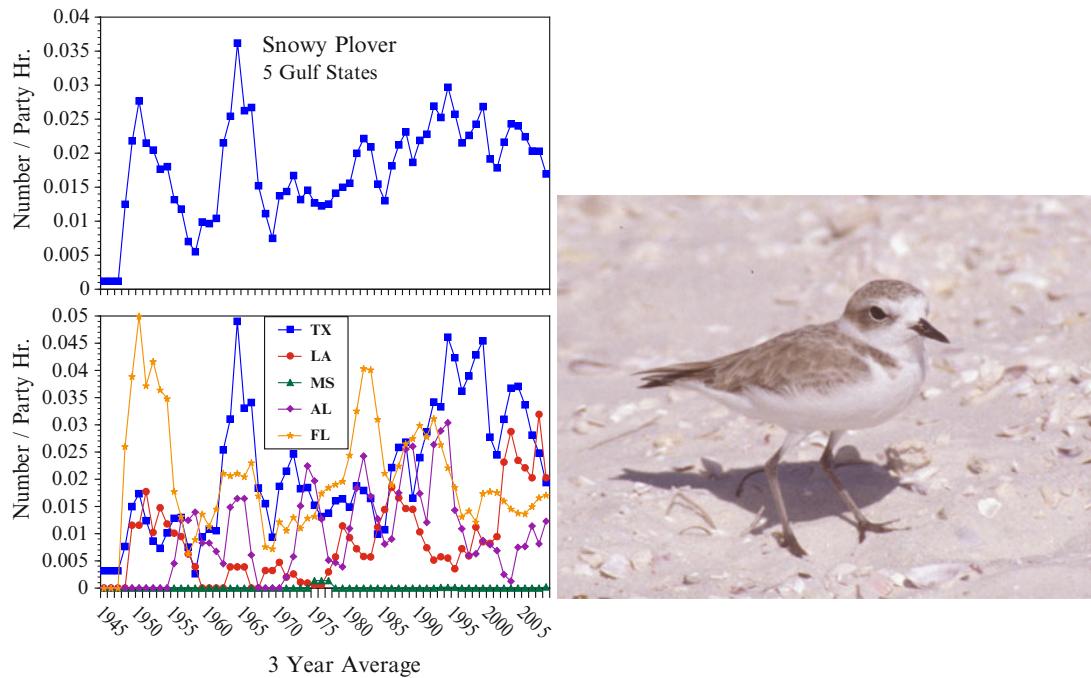 0.04
0.035
0.03
0.025
0.02
0.015
0.01
0.005
0
Number / Party Hr.
Snowy Plover
5 Gulf States
0.05
0.045
0.04
0.035
0.03
0.025
0.02
0.015
0.01
0.005
0
Number / Party Hr.
TX
LA
MS
AL
FL
1945 1950 1955 1960 1965 1970 1975 1980 1985 1990 1995 2000 2005
3 Year Average